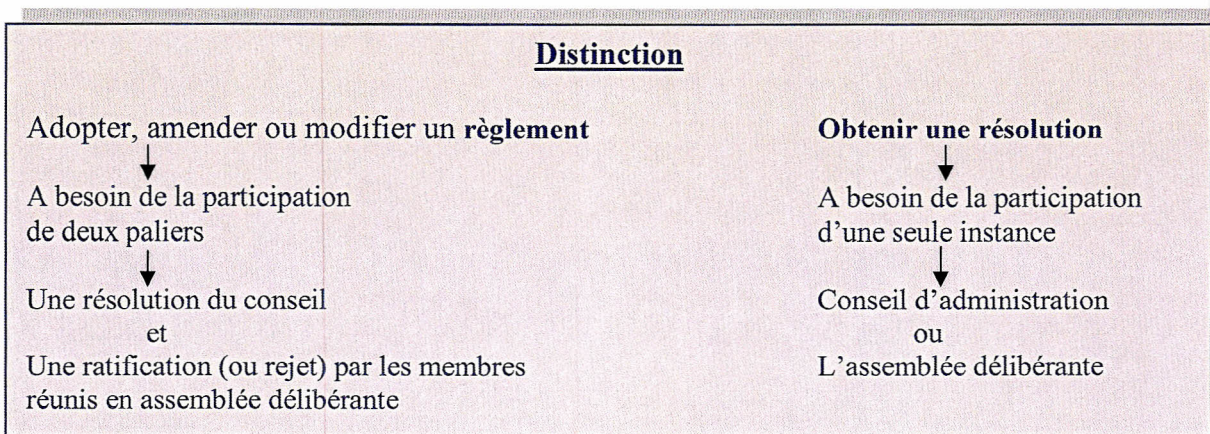 Distinction
Adopter, amender ou modifier un règlement
A besoin de la participation
de deux paliers
Une résolution du conseil
et
Une ratification (ou rejet) par les membres
réunis en assemblée délibérante
Obtenir une résolution
A besoin de la participation
d'une seule instance
Conseil d'administration
ou
L'assemblée délibérante